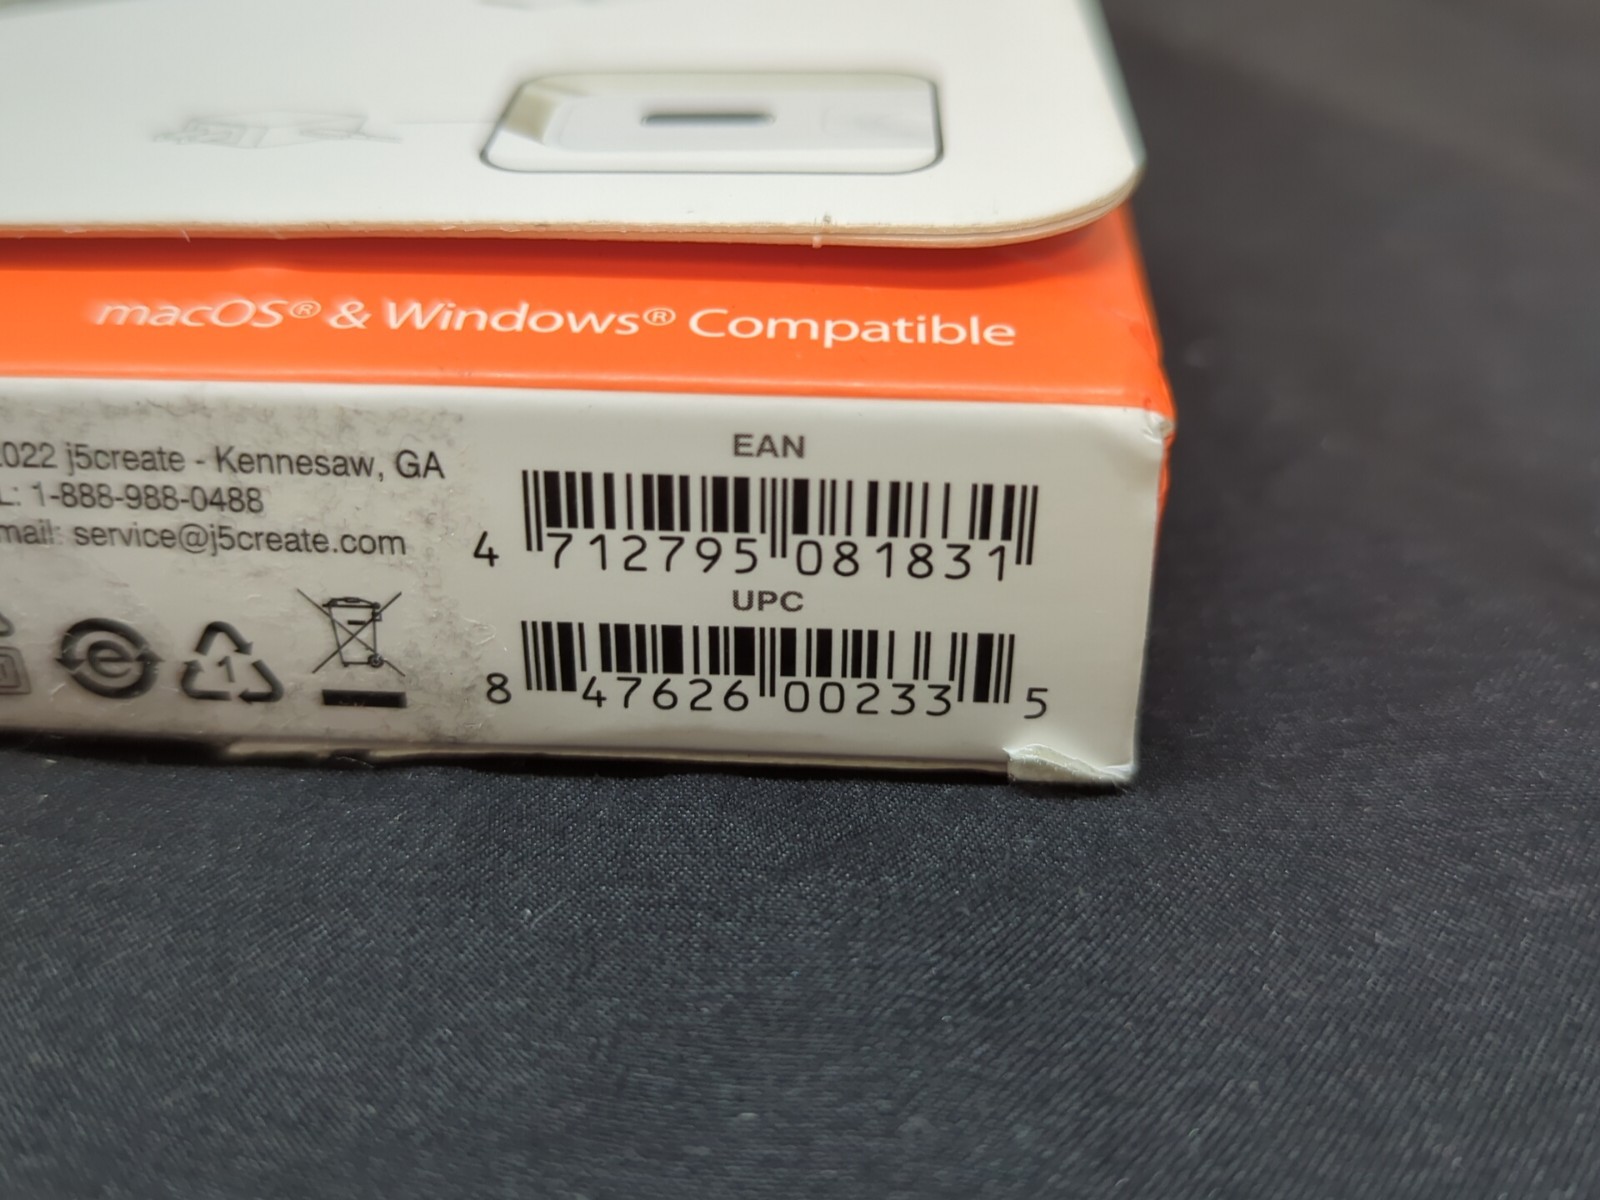 macOS® & Windows® Compatible
2022 j5create - Kennesaw, GA
L: 1-888-988-0488
mail: service@j5create.com
EAN
4 712795 081831
UPC
8 47626 00233 5
e
1